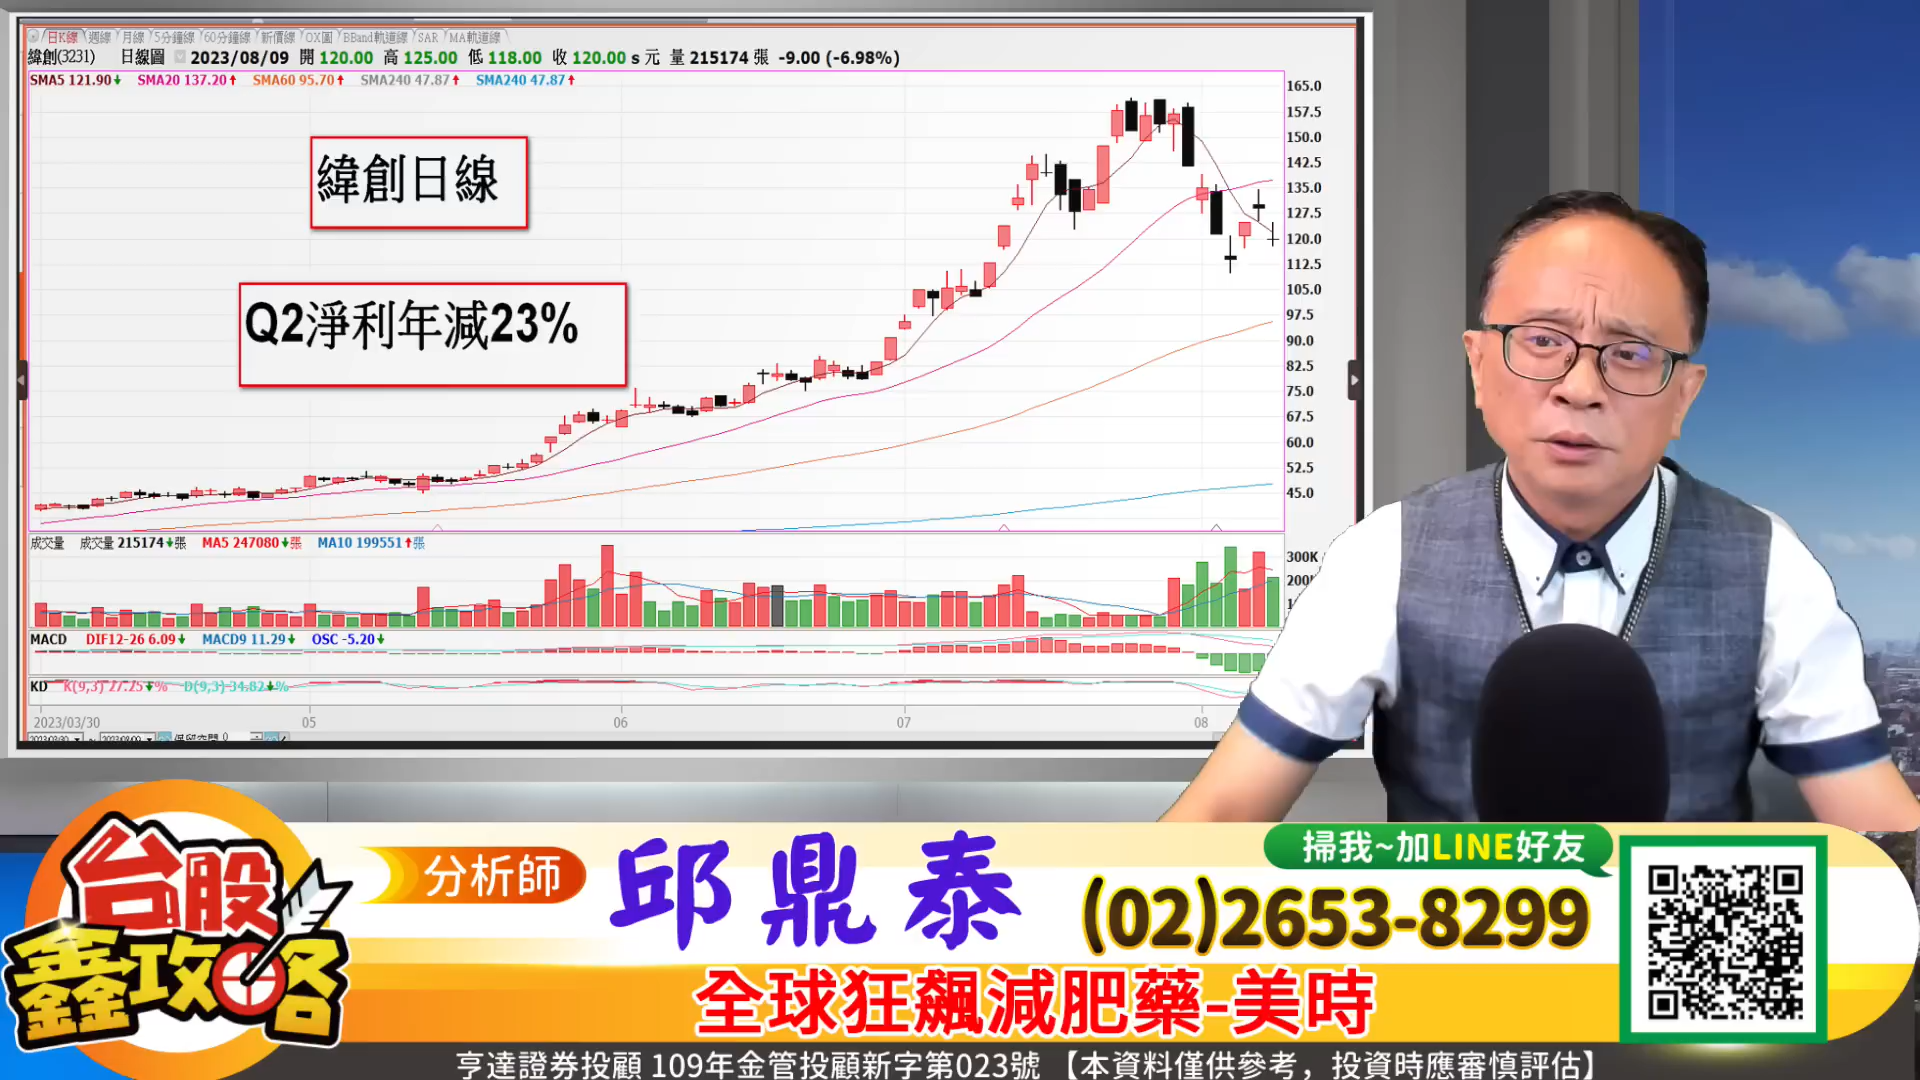 日K線 週線 月線 5分鐘線 60分鐘線 新價線 OX圖 BBand軌道線 SAR MA軌道線
緯創(3231) 日線圖 2023/08/09 開 120.00 高 125.00 低 118.00 收 120.00 s 元 量 215174 張 -9.00 (-6.98%)
SMA5 121.90↓ SMA20 137.20↑ SMA60 95.70↑ SMA240 47.87↑ SMA240 47.87↑
165.0
157.5
150.0
142.5
135.0
127.5
120.0
112.5
105.0
97.5
90.0
82.5
75.0
67.5
60.0
52.5
45.0
緯創日線
Q2淨利年減23%
成交量 成交量 215174↓張 MA5 247080↓張 MA10 199551↑張
300K
MACD DIF12-26 6.09↓ MACD9 11.29↓ OSC -5.20↓
KD K(9,3) 27.25↓% D(9,3) 34.82↓%
2023/03/30 05 06 07 08
台股
鑫攻略
分析師
邱鼎泰
掃我~加LINE好友
(02)2653-8299
全球狂飆減肥藥-美時
亨達證券投顧 109年金管投顧新字第023號 【本資料僅供參考，投資時應審慎評估】